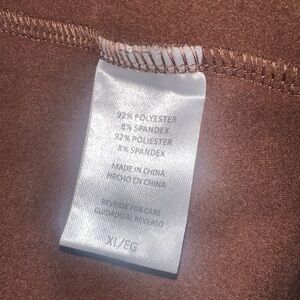 92% POLYESTER
8% SPANDEX
92% POLIESTER
8% SPANDEX
MADE IN CHINA
HECHO EN CHINA
REVERSE FOR CARE
CUIDADO AL REVERSO
XL/EG